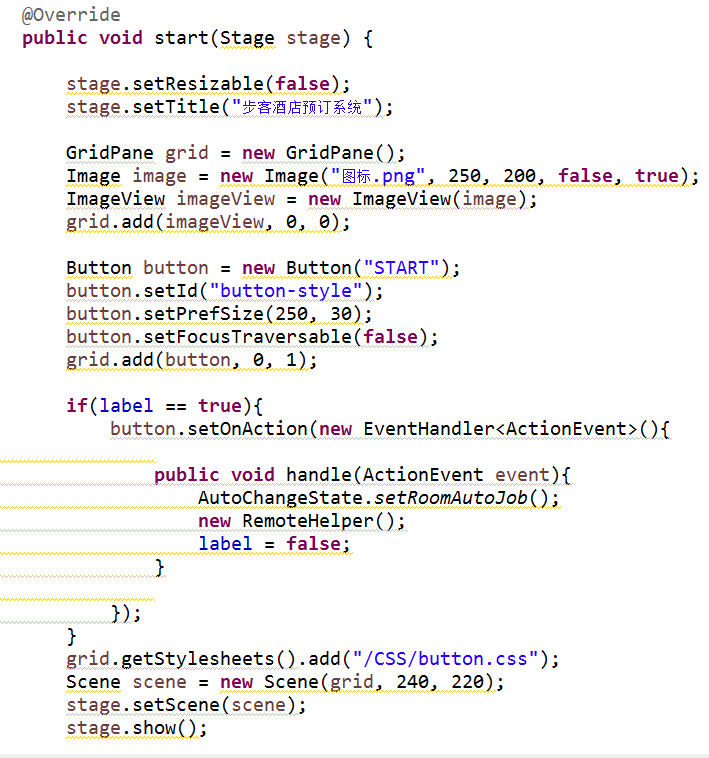 @Override
public void start(Stage stage) {
stage.setResizable(false);
stage.setTitle("步客酒店预订系统");
GridPane grid = new GridPane();
Image image = new Image("图标.png", 250, 200, false, true);
ImageView imageView = new ImageView(image);
grid.add(imageView, 0, 0);
Button button = new Button("START");
button.setId("button-style");
button.setPrefSize(250, 30);
button.setFocusTraversable(false);
grid.add(button, 0, 1);
if(label == true){
button.setOnAction(new EventHandler<ActionEvent>(){
public void handle(ActionEvent event){
AutoChangeState.setRoomAutoJob();
new RemoteHelper();
label = false;
}
});
}
grid.getStylesheets().add("/CSS/button.css");
Scene scene = new Scene(grid, 240, 220);
stage.setScene(scene);
stage.show();